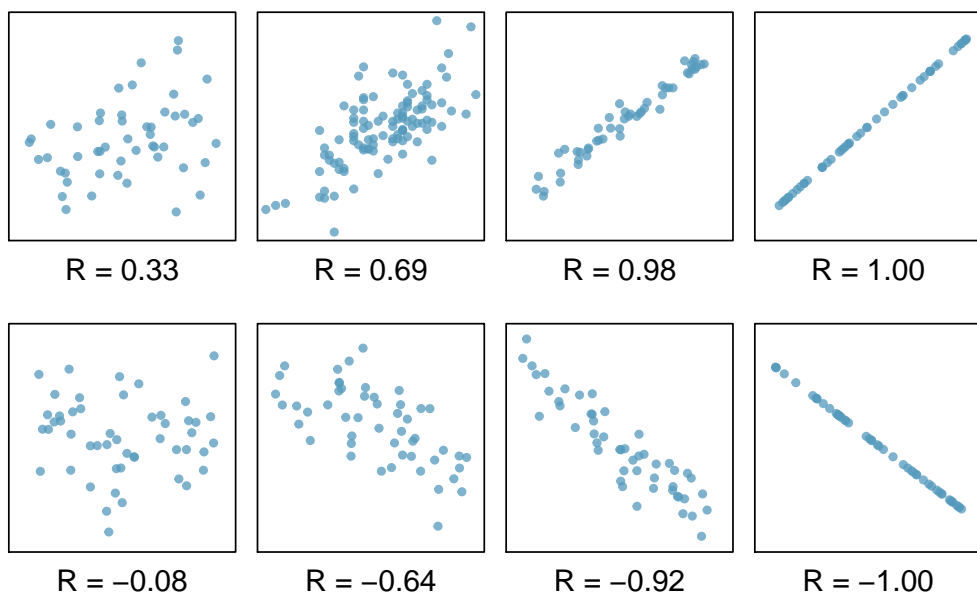 R = 0.33
R = 0.69
R = 0.98
R = 1.00
R = −0.08
R = −0.64
R = −0.92
R = −1.00